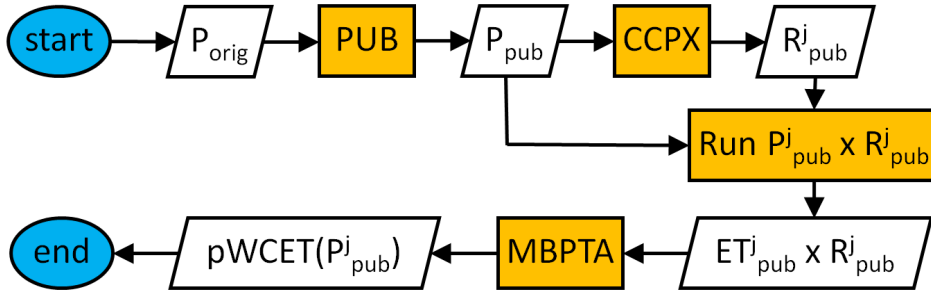 start
P_orig
PUB
P_pub
CCPX
R^j_pub
Run P^j_pub x R^j_pub
end
pWCET(P^j_pub)
MBPTA
ET^j_pub x R^j_pub